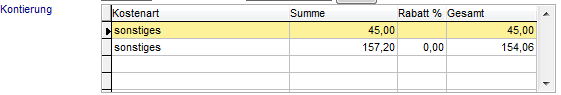 Kontierung
Kostenart Summe Rabatt % Gesamt
sonstiges 45,00 45,00
sonstiges 157,20 0,00 154,06